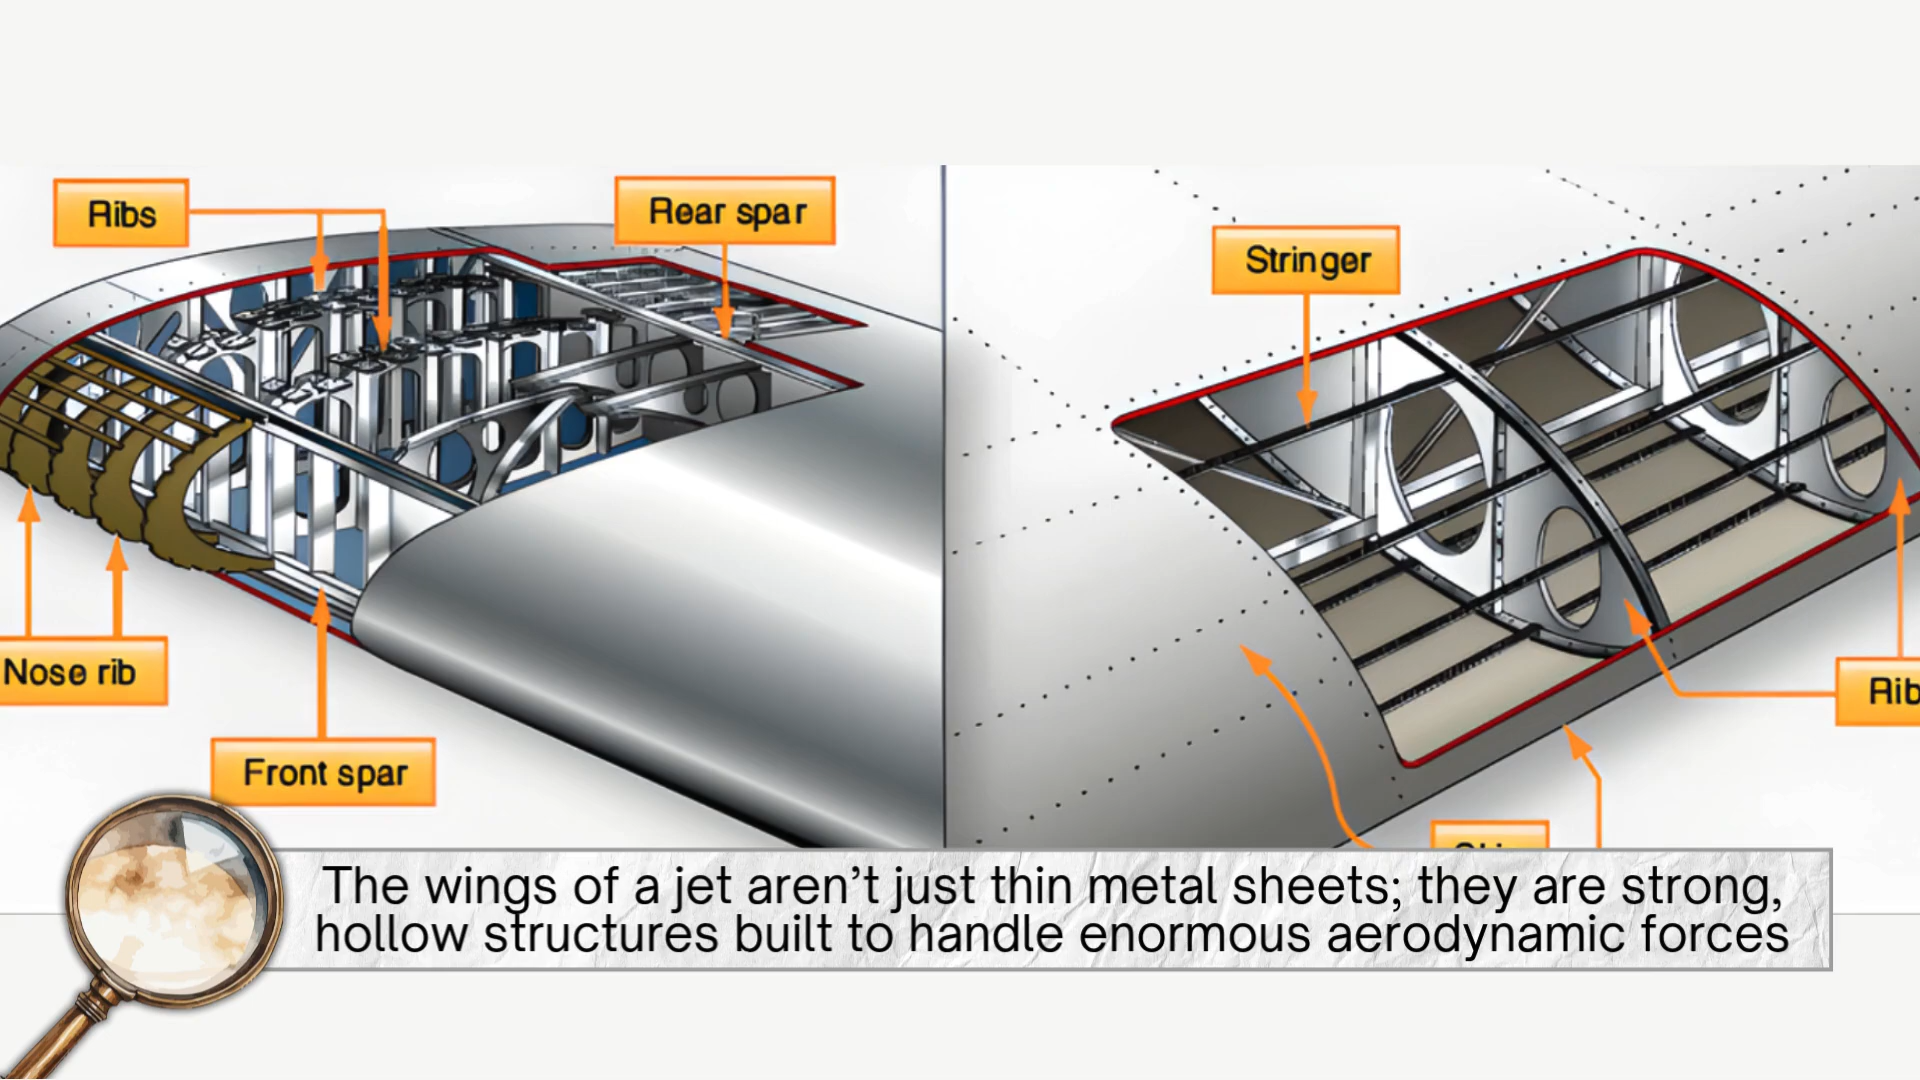 Ribs
Rear spar
Stringer
Nose rib
Rib
Front spar
The wings of a jet aren’t just thin metal sheets; they are strong,
hollow structures built to handle enormous aerodynamic forces